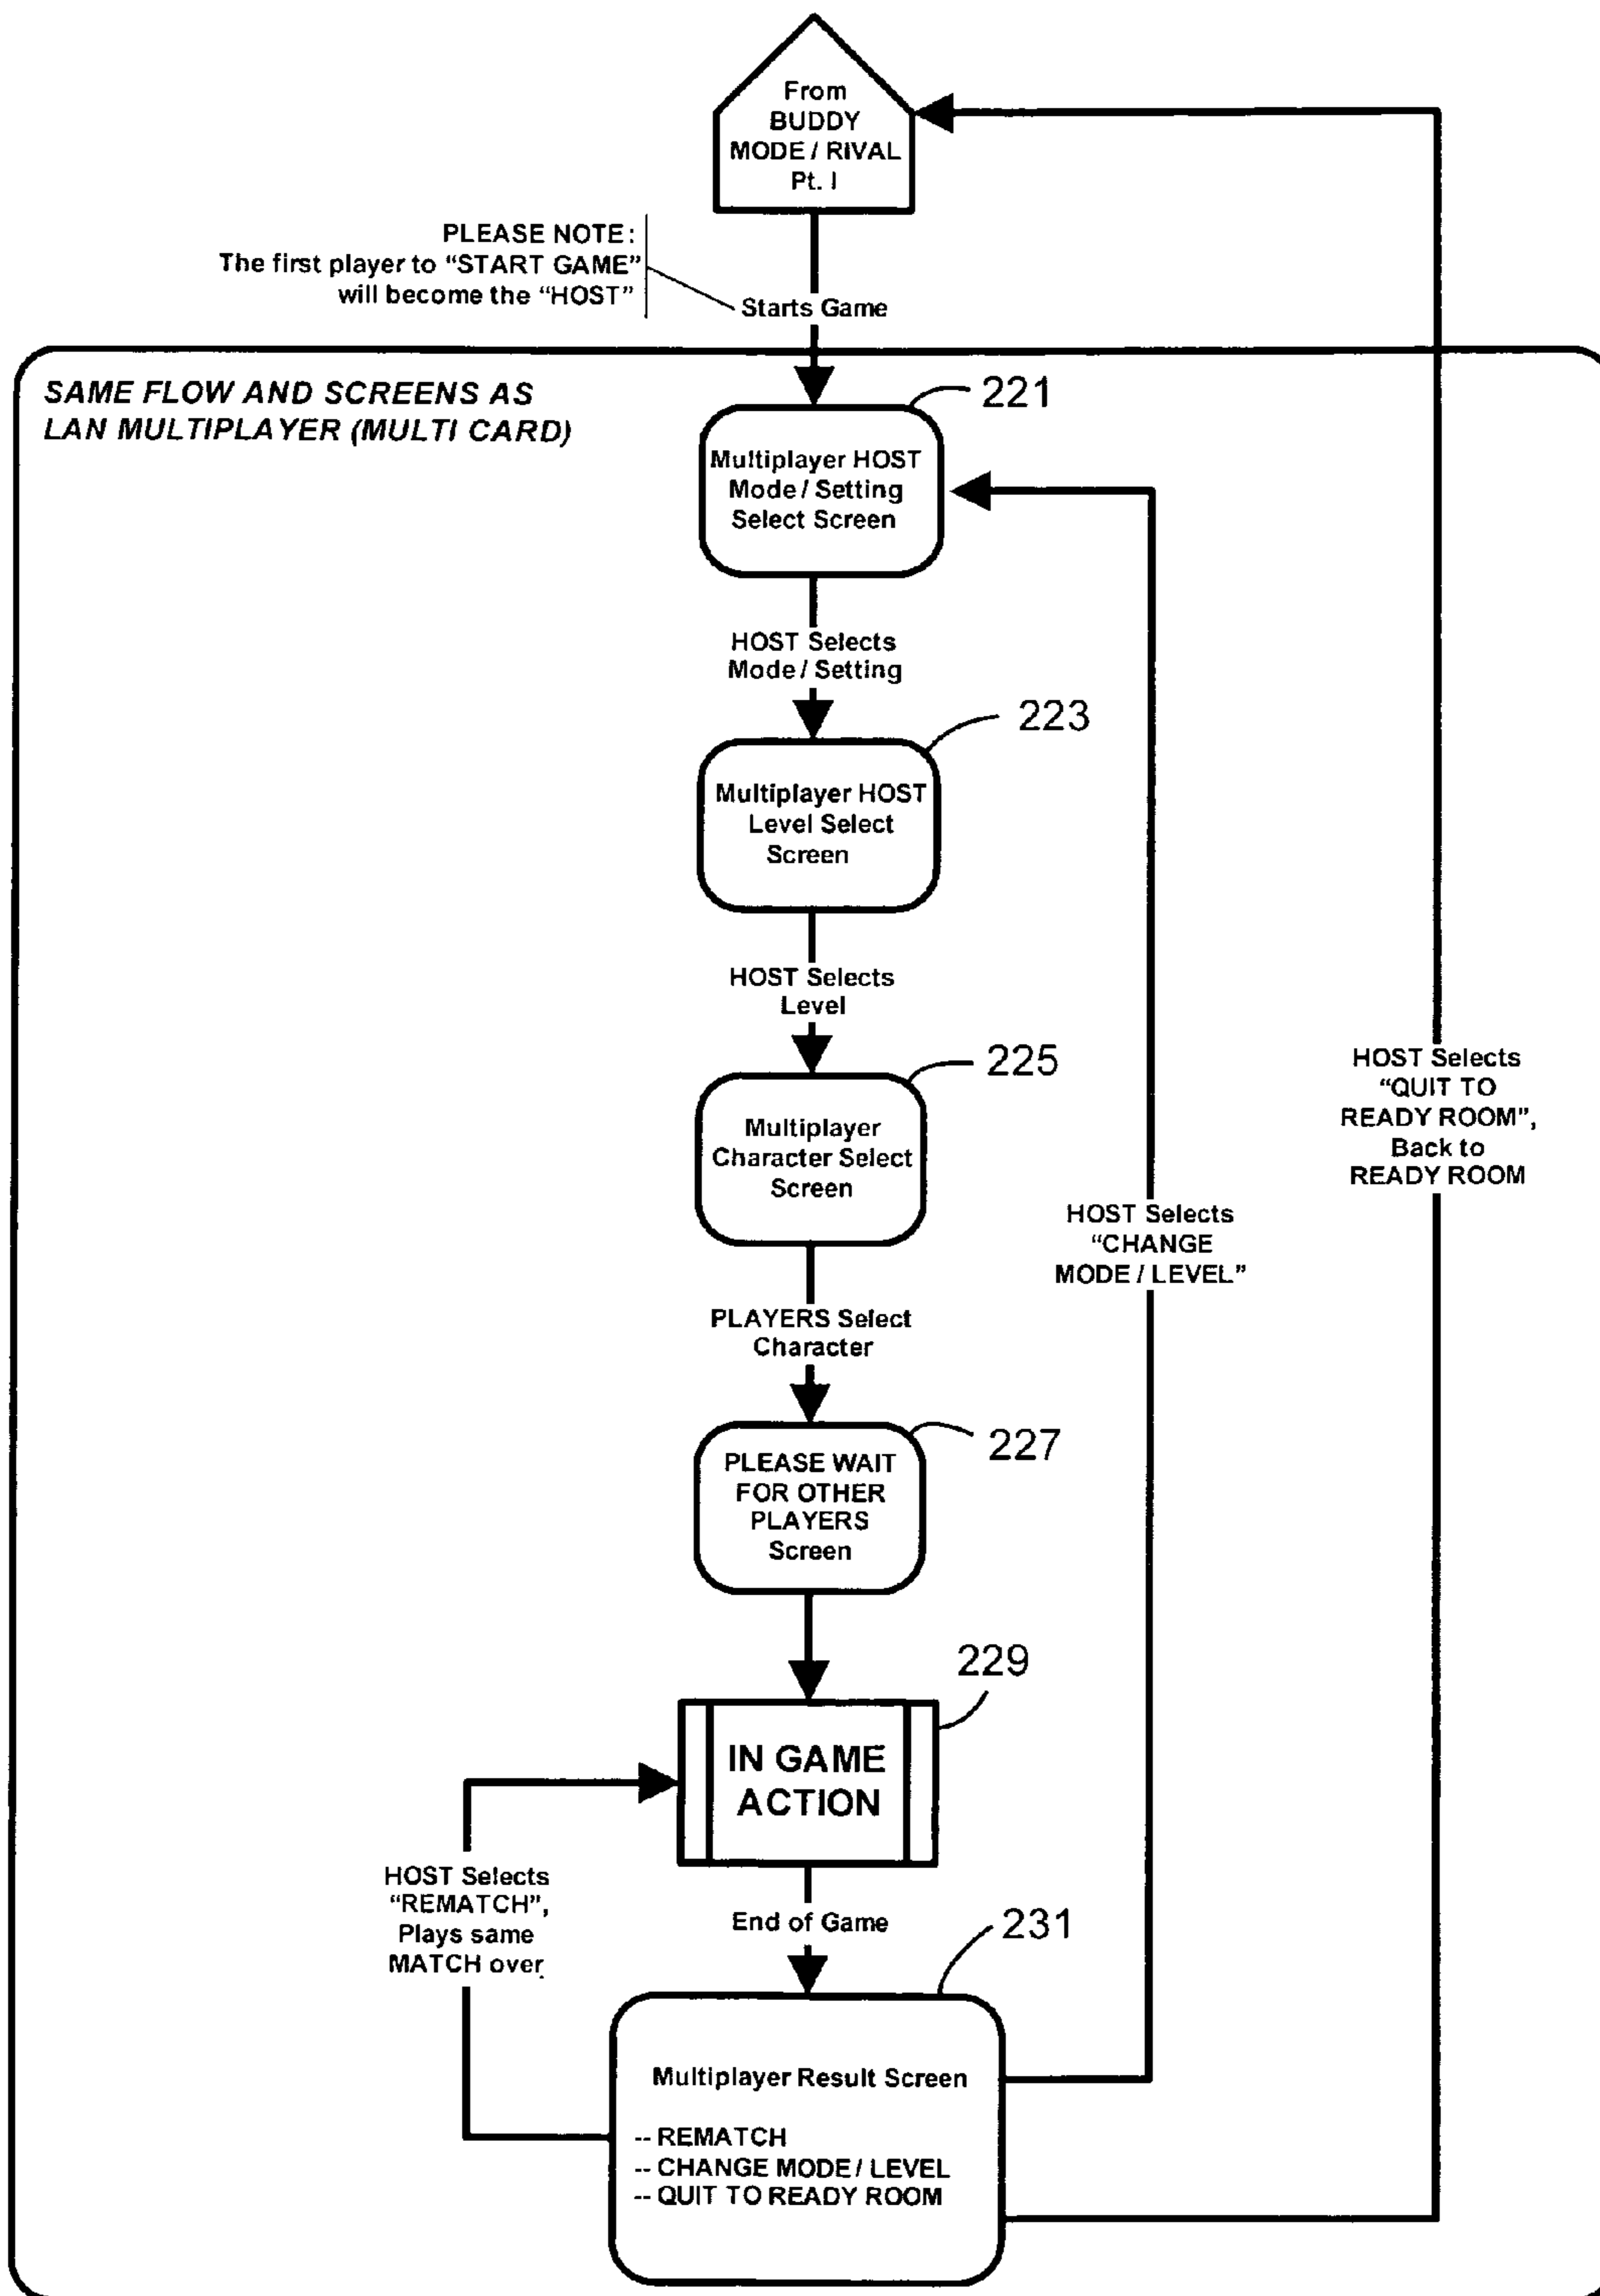 From
BUDDY
MODE / RIVAL
Pt. I
PLEASE NOTE:
The first player to “START GAME”
will become the “HOST”
Starts Game
SAME FLOW AND SCREENS AS
LAN MULTIPLAYER (MULTI CARD)
221
Multiplayer HOST
Mode / Setting
Select Screen
HOST Selects
Mode / Setting
223
Multiplayer HOST
Level Select
Screen
HOST Selects
Level
225
Multiplayer
Character Select
Screen
HOST Selects
“QUIT TO
READY ROOM”,
Back to
READY ROOM
HOST Selects
“CHANGE
MODE / LEVEL”
PLAYERS Select
Character
227
PLEASE WAIT
FOR OTHER
PLAYERS
Screen
229
IN GAME
ACTION
HOST Selects
“REMATCH”,
Plays same
MATCH over.
End of Game
231
Multiplayer Result Screen
-- REMATCH
-- CHANGE MODE / LEVEL
-- QUIT TO READY ROOM